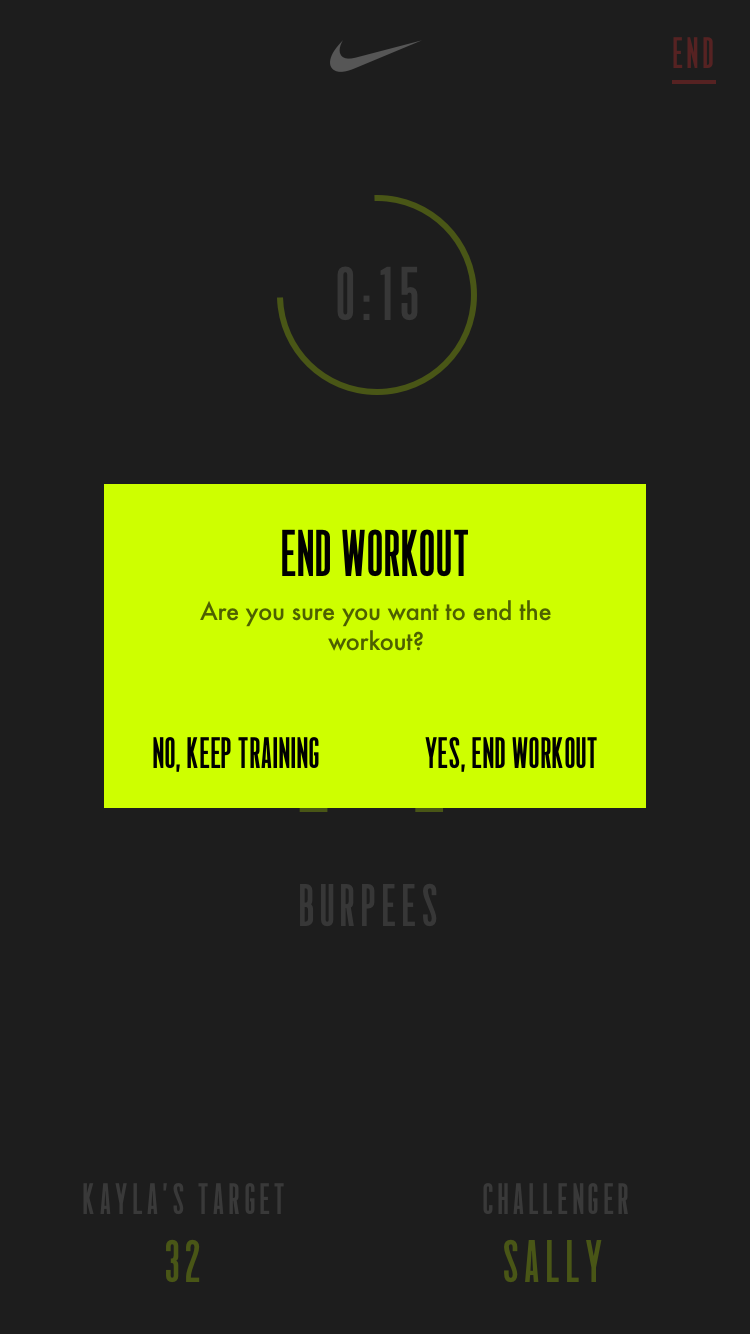 END
0:15
END WORKOUT
Are you sure you want to end the
workout?
NO, KEEP TRAINING
YES, END WORKOUT
BURPEES
KAYLA'S TARGET
CHALLENGER
32
SALLY